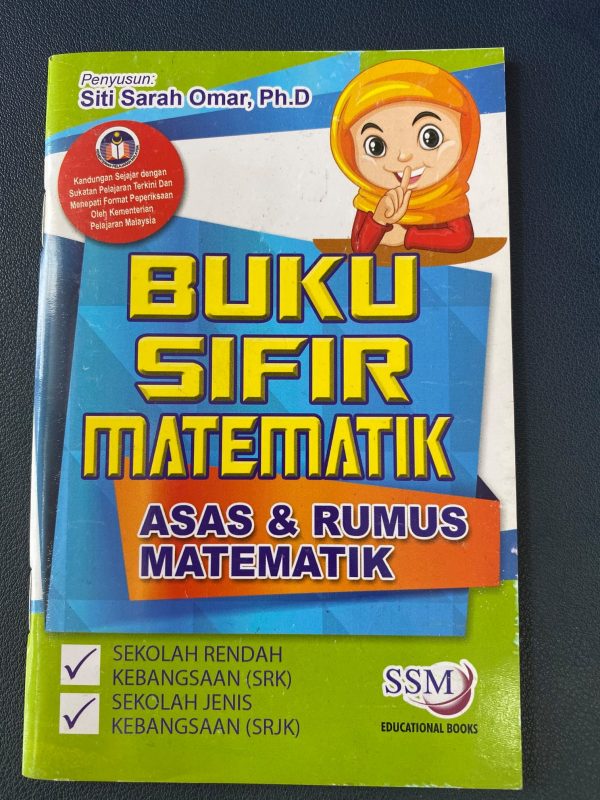 Penyusun:
Siti Sarah Omar, Ph.D
Kandungan Sejajar dengan
Sukatan Pelajaran Terkini Dan
Menepati Format Peperiksaan
Oleh Kementerian
Pelajaran Malaysia
BUKU
SIFIR
MATEMATIK
ASAS & RUMUS
MATEMATIK
SEKOLAH RENDAH
KEBANGSAAN (SRK)
SEKOLAH JENIS
KEBANGSAAN (SRJK)
SSM
EDUCATIONAL BOOKS